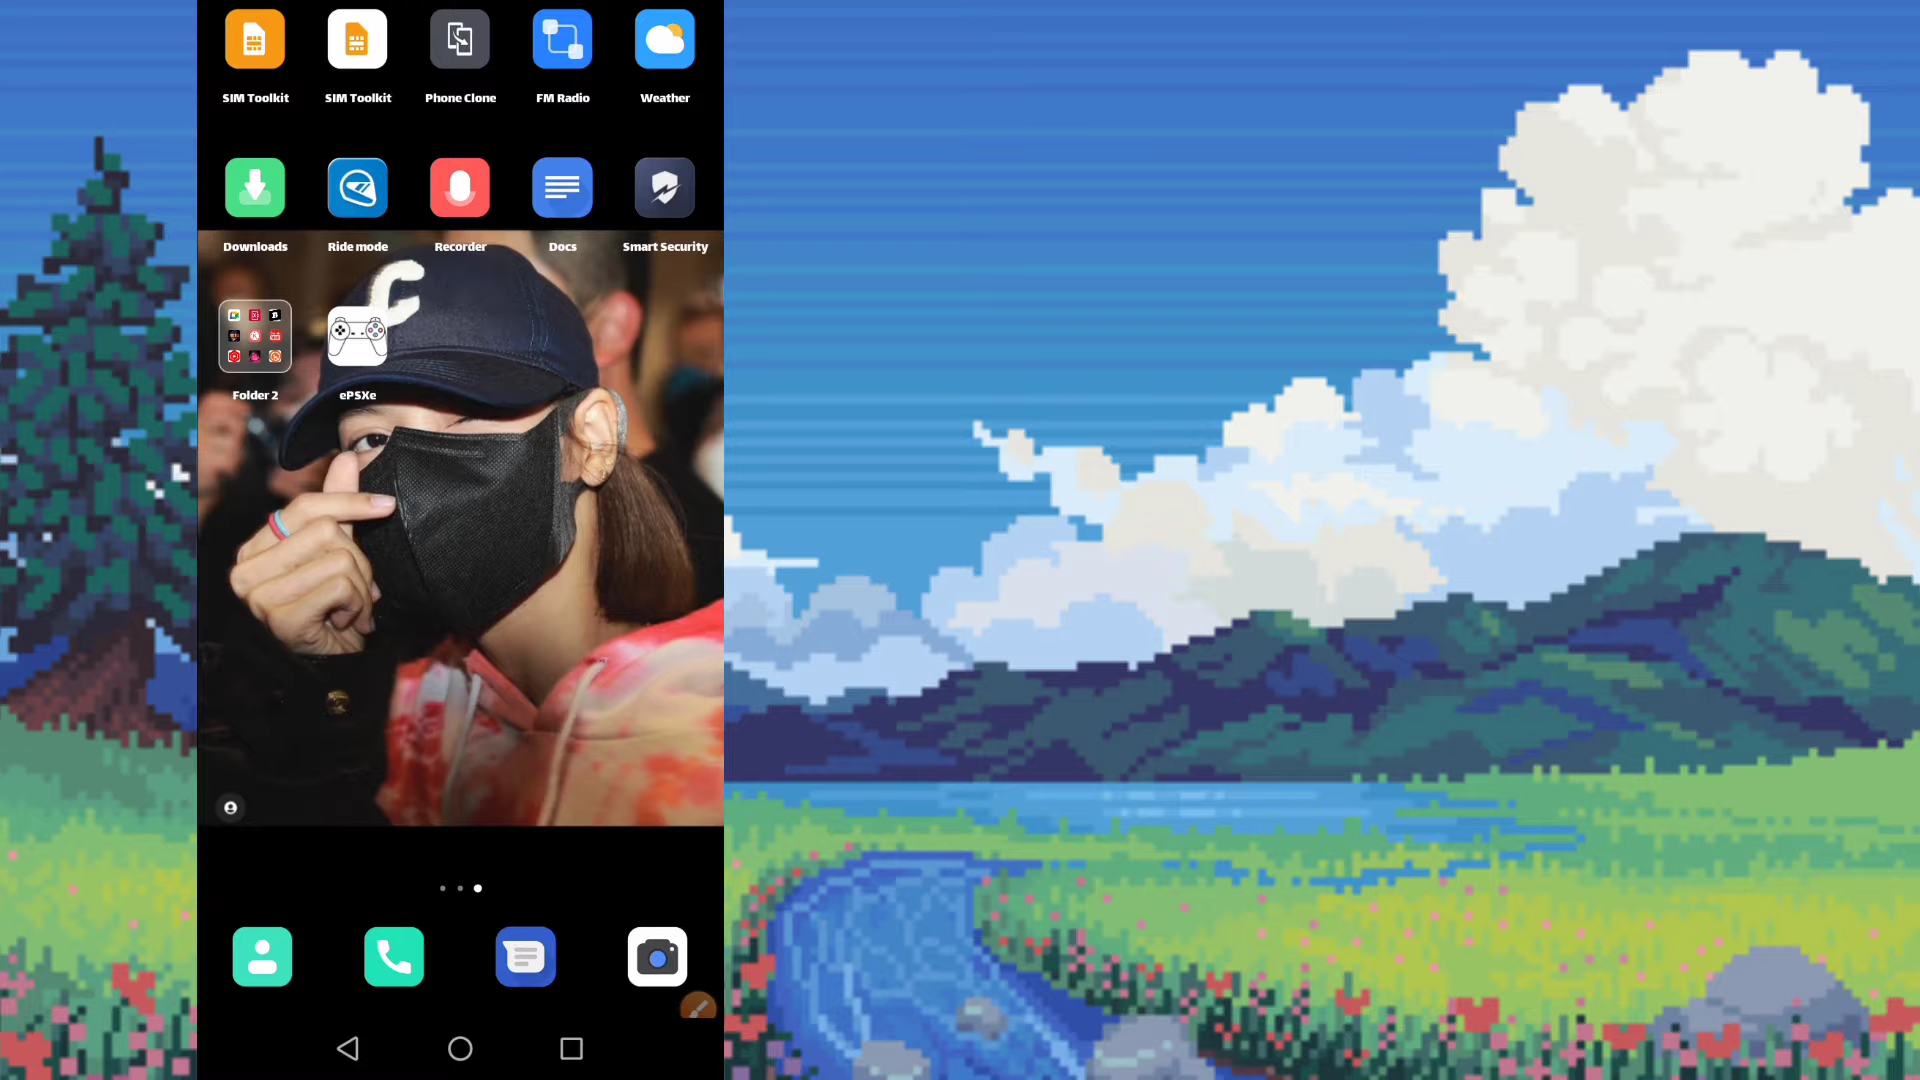 SIM Toolkit SIM Toolkit Phone Clone FM Radio Weather
Downloads Ride mode Recorder Docs Smart Security
Folder 2 ePSXe